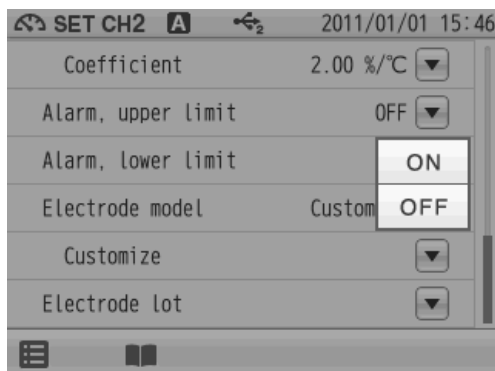 SET CH2 A 2 2011/01/01 15:46
Coefficient 2.00 %/℃
Alarm, upper limit OFF
Alarm, lower limit ON
Electrode model Custom OFF
Customize
Electrode lot